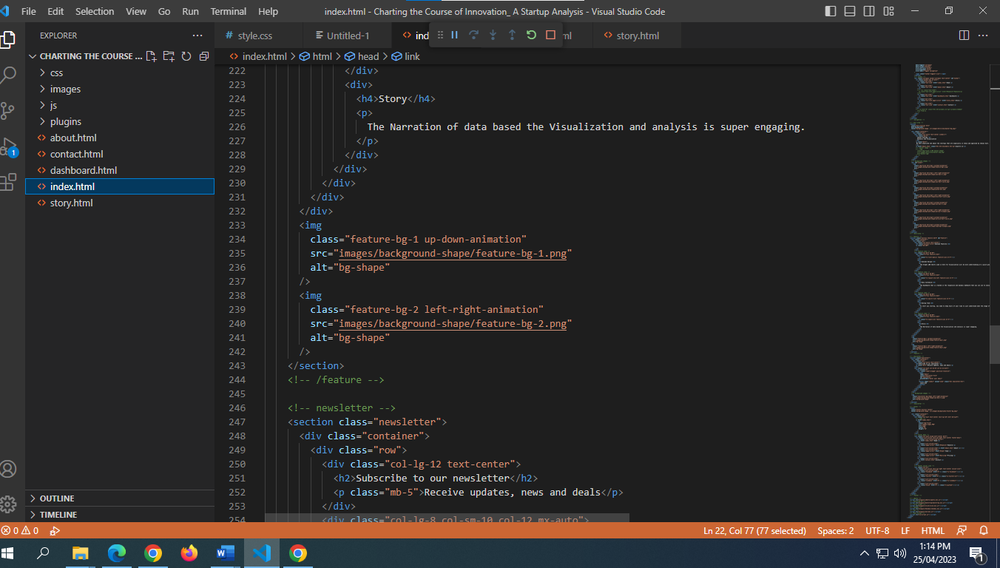 File Edit Selection View Go Run Terminal Help index.html - Charting the Course of Innovation_ A Startup Analysis - Visual Studio Code
EXPLORER ...
# style.css Untitled-1 <> ind ml <> story.html ...
CHARTING THE COURSE ...
<> index.html > html > head > link
> css
> images
> js
> plugins
<> about.html
<> contact.html
<> dashboard.html
<> index.html
<> story.html
222 </div>
223 <div>
224 <h4>Story</h4>
225 <p>
226 The Narration of data based the Visualization and analysis is super engaging.
227 </p>
228 </div>
229 </div>
230 </div>
231 </div>
232 </div>
233 <img
234 class="feature-bg-1 up-down-animation"
235 src="images/background-shape/feature-bg-1.png"
236 alt="bg-shape"
237 />
238 <img
239 class="feature-bg-2 left-right-animation"
240 src="images/background-shape/feature-bg-2.png"
241 alt="bg-shape"
242 />
243 </section>
244 <!-- /feature -->
245
246 <!-- newsletter -->
247 <section class="newsletter">
248 <div class="container">
249 <div class="row">
250 <div class="col-lg-12 text-center">
251 <h2>Subscribe to our newsletter</h2>
252 <p class="mb-5">Receive updates, news and deals</p>
253 </div>
254 <div class="col-lg-8 col-sm-10 col-12 mx-auto">
1
> OUTLINE
> TIMELINE
0 0 Ln 22, Col 77 (77 selected) Spaces: 2 UTF-8 LF HTML
1:14 PM
25/04/2023
1